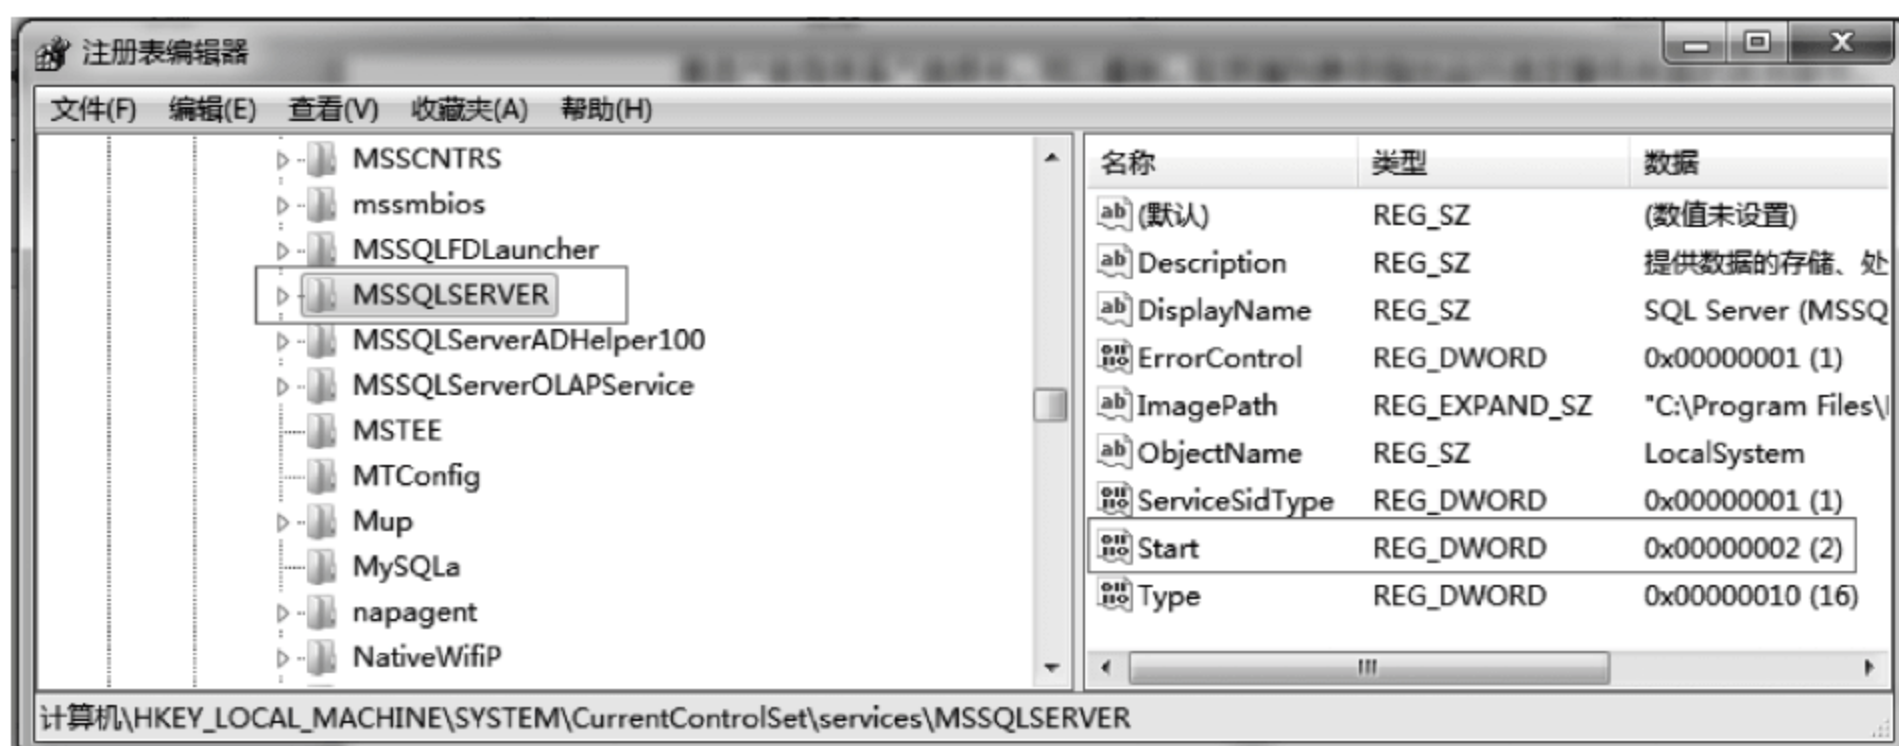 注册表编辑器
文件(F) 编辑(E) 查看(V) 收藏夹(A) 帮助(H)
MSSCNTRS
mssmbios
MSSQLFDLauncher
MSSQLSERVER
MSSQLServerADHelper100
MSSQLServerOLAPService
MSTEE
MTConfig
Mup
MySQLa
napagent
NativeWifiP
名称 类型 数据
(默认) REG_SZ (数值未设置)
Description REG_SZ 提供数据的存储、处
DisplayName REG_SZ SQL Server (MSSQ
ErrorControl REG_DWORD 0x00000001 (1)
ImagePath REG_EXPAND_SZ "C:\Program Files\
ObjectName REG_SZ LocalSystem
ServiceSidType REG_DWORD 0x00000001 (1)
Start REG_DWORD 0x00000002 (2)
Type REG_DWORD 0x00000010 (16)
计算机\HKEY_LOCAL_MACHINE\SYSTEM\CurrentControlSet\services\MSSQLSERVER